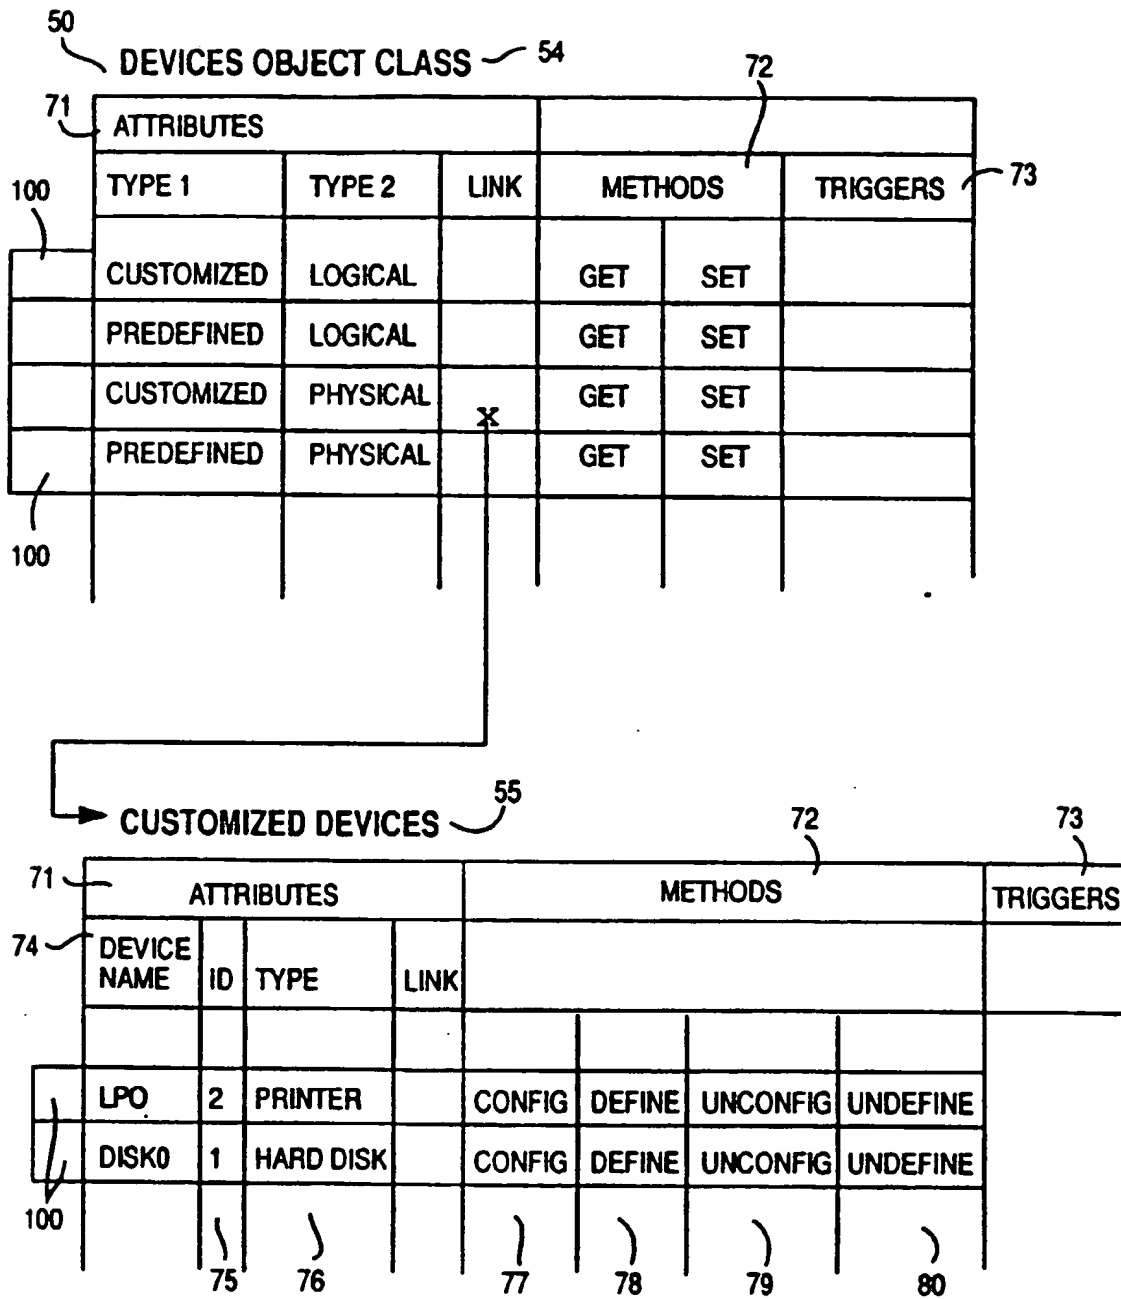 50
DEVICES OBJECT CLASS 54
72
71 ATTRIBUTES
100 TYPE 1 TYPE 2 LINK METHODS TRIGGERS 73
CUSTOMIZED LOGICAL GET SET
PREDEFINED LOGICAL GET SET
CUSTOMIZED PHYSICAL GET SET
X
PREDEFINED PHYSICAL GET SET
100
CUSTOMIZED DEVICES 55
72 73
71 ATTRIBUTES METHODS TRIGGERS
74 DEVICE NAME ID TYPE LINK
LPO 2 PRINTER CONFIG DEFINE UNCONFIG UNDEFINE
DISK0 1 HARD DISK CONFIG DEFINE UNCONFIG UNDEFINE
100 75 76 77 78 79 80